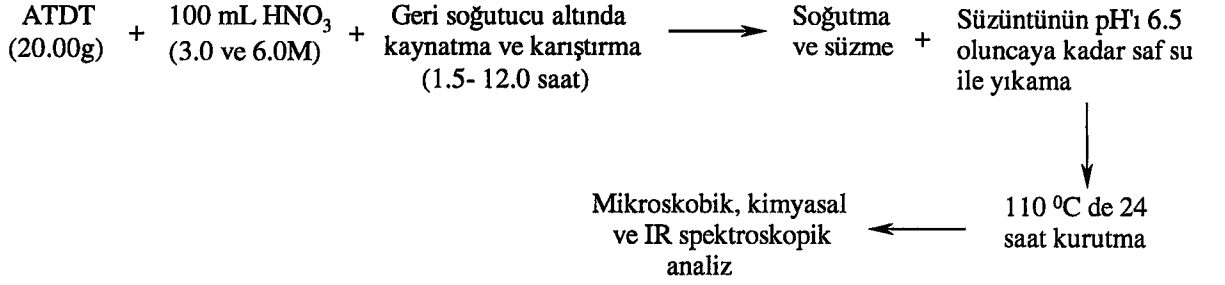 ATDT
(20.00g)
+
100 mL HNO₃
(3.0 ve 6.0M)
+
Geri soğutucu altında
kaynatma ve karıştırma
(1.5- 12.0 saat)
Soğutma
ve süzme
+
Süzüntünün pH'ı 6.5
oluncaya kadar saf su
ile yıkama
110 ⁰C de 24
saat kurutma
Mikroskobik, kimyasal
ve IR spektroskopik
analiz